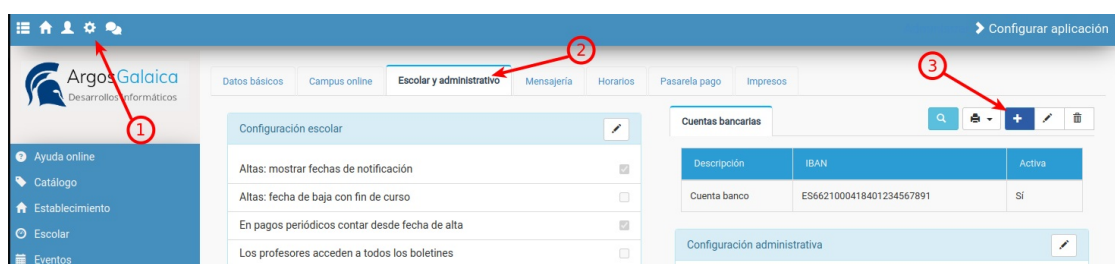 Configurar aplicación
ArgosGalaica
Desarrollos informáticos
1
2
3
Datos básicos
Campus online
Escolar y administrativo
Mensajería
Horarios
Pasarela pago
Impresos
Ayuda online
Catálogo
Establecimiento
Escolar
Eventos
Configuración escolar
Altas: mostrar fechas de notificación
Altas: fecha de baja con fin de curso
En pagos periódicos contar desde fecha de alta
Los profesores acceden a todos los boletines
Cuentas bancarias
Descripción IBAN Activa
Cuenta banco ES6621000418401234567891 Sí
Configuración administrativa